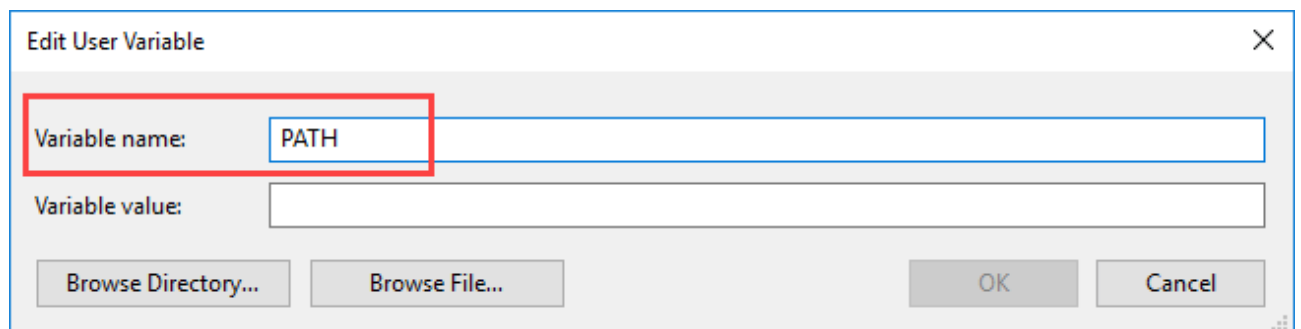 Edit User Variable
Variable name: PATH
Variable value:
Browse Directory... Browse File... OK Cancel